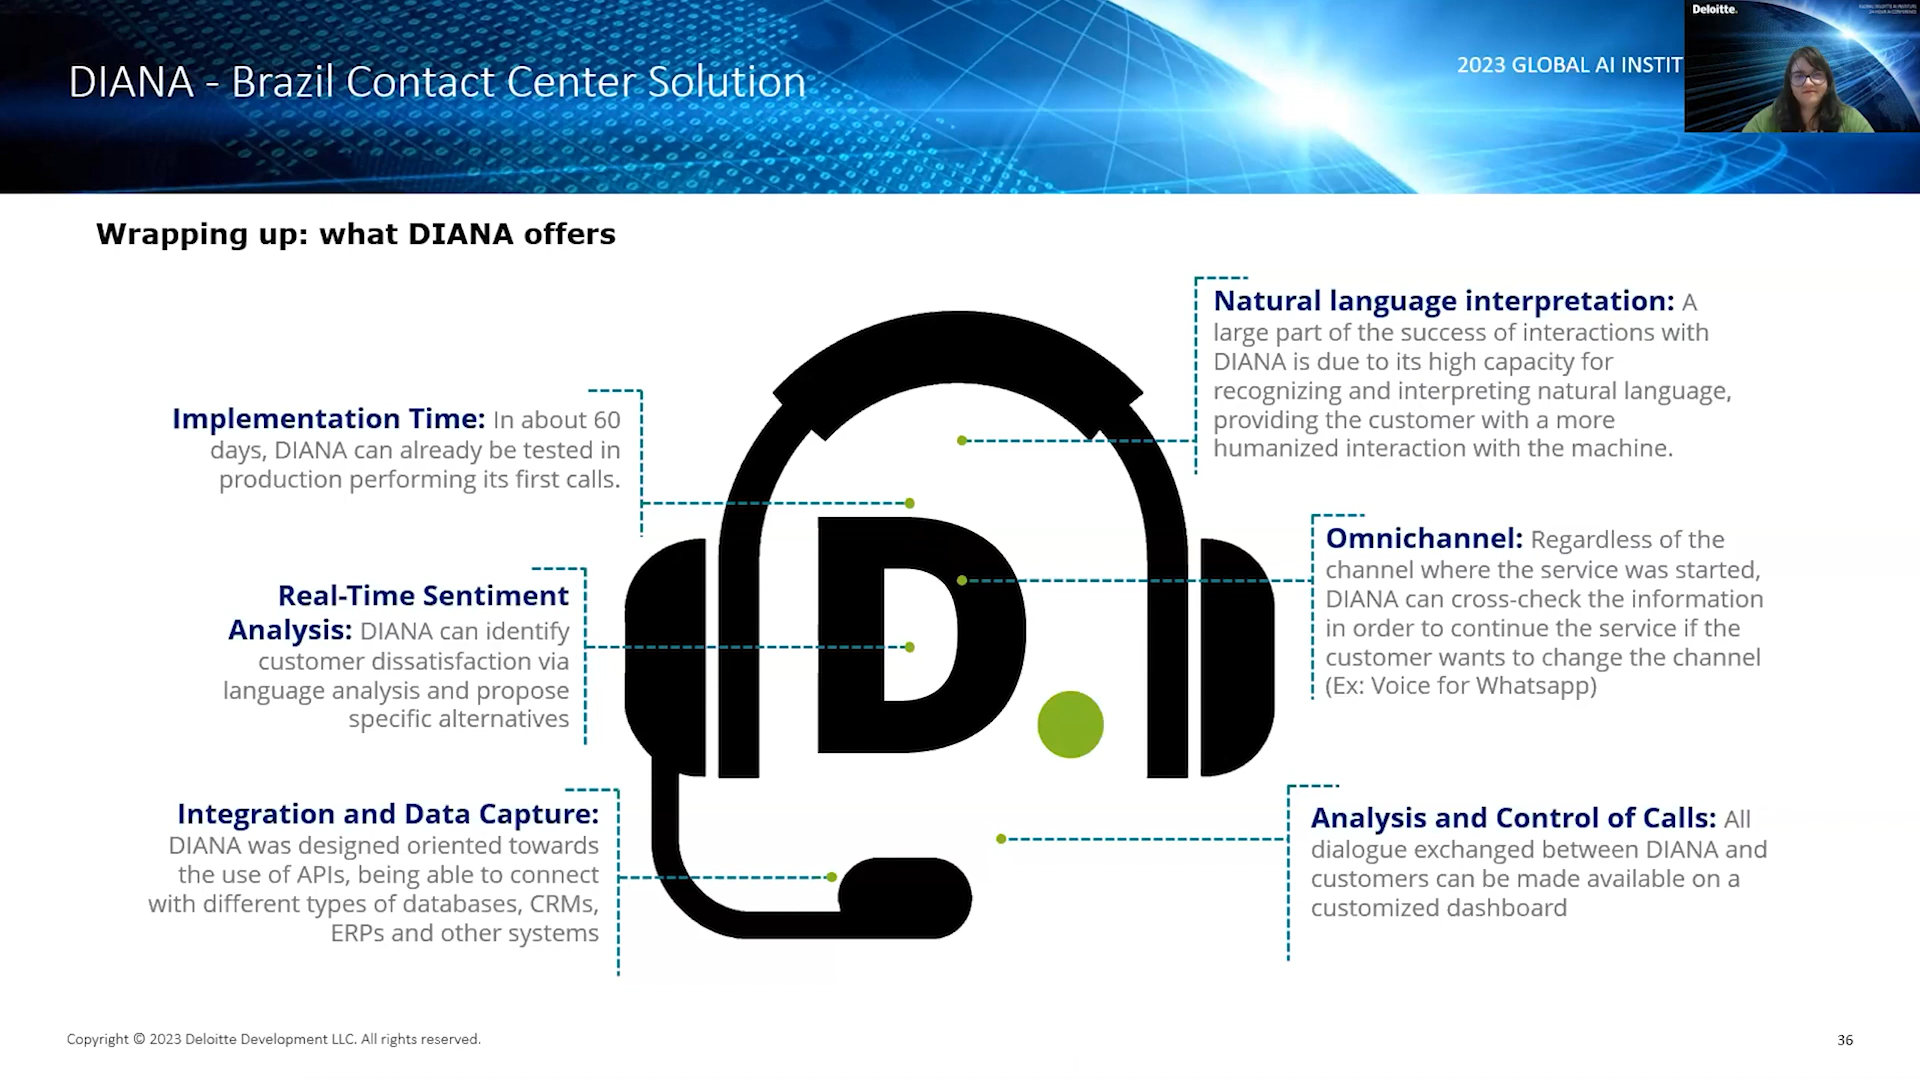 DIANA - Brazil Contact Center Solution
2023 GLOBAL AI INSTIT
Deloitte.
Wrapping up: what DIANA offers
Implementation Time: In about 60
days, DIANA can already be tested in
production performing its first calls.
Real-Time Sentiment
Analysis: DIANA can identify
customer dissatisfaction via
language analysis and propose
specific alternatives
Integration and Data Capture:
DIANA was designed oriented towards
the use of APIs, being able to connect
with different types of databases, CRMs,
ERPs and other systems
D.
Natural language interpretation: A
large part of the success of interactions with
DIANA is due to its high capacity for
recognizing and interpreting natural language,
providing the customer with a more
humanized interaction with the machine.
Omnichannel: Regardless of the
channel where the service was started,
DIANA can cross-check the information
in order to continue the service if the
customer wants to change the channel
(Ex: Voice for Whatsapp)
Analysis and Control of Calls: All
dialogue exchanged between DIANA and
customers can be made available on a
customized dashboard
Copyright © 2023 Deloitte Development LLC. All rights reserved.
36